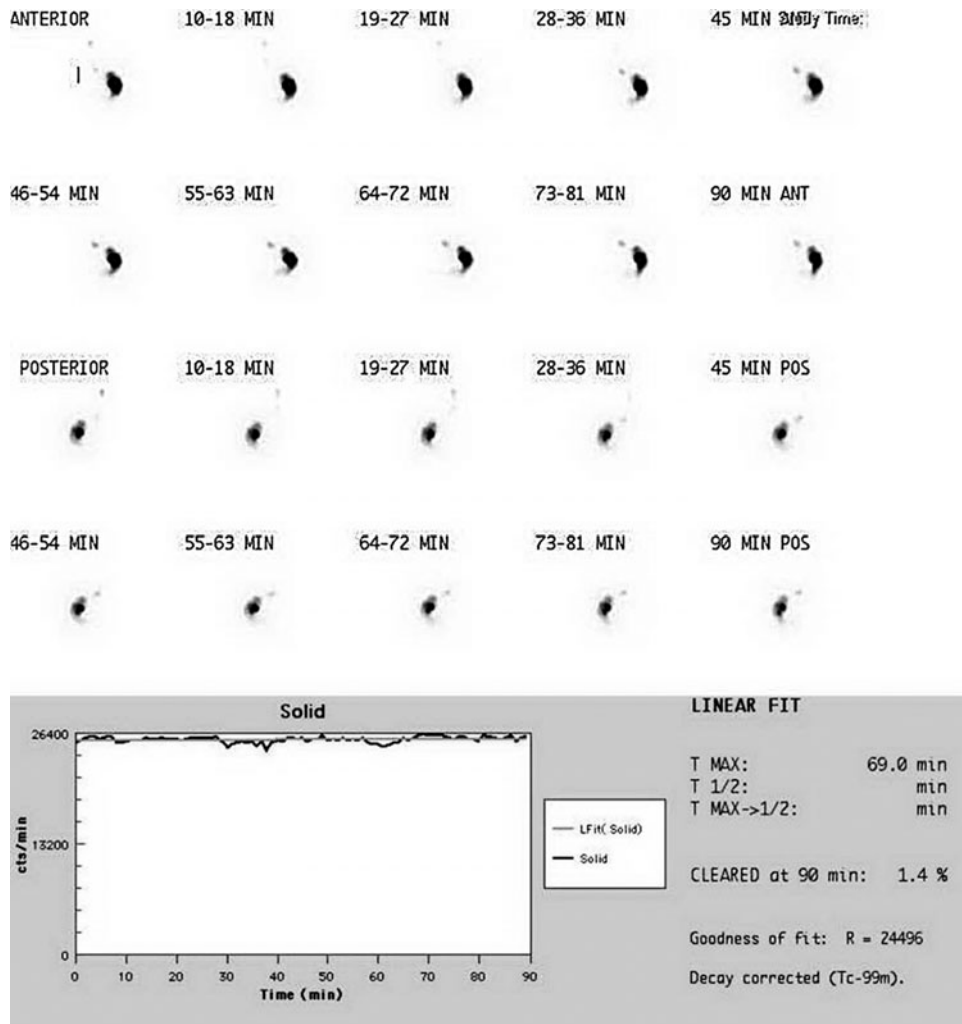 ANTERIOR 10-18 MIN 19-27 MIN 28-36 MIN 45 MIN
46-54 MIN 55-63 MIN 64-72 MIN 73-81 MIN 90 MIN ANT
POSTERIOR 10-18 MIN 19-27 MIN 28-36 MIN 45 MIN POS
46-54 MIN 55-63 MIN 64-72 MIN 73-81 MIN 90 MIN POS
Solid
26400
13200
0
cts/min
0 10 20 30 40 50 60 70 80 90
Time (min)
LFit( Solid)
Solid
LINEAR FIT
T MAX: 69.0 min
T 1/2: min
T MAX->1/2: min
CLEARED at 90 min: 1.4 %
Goodness of fit: R = 24496
Decay corrected (Tc-99m).